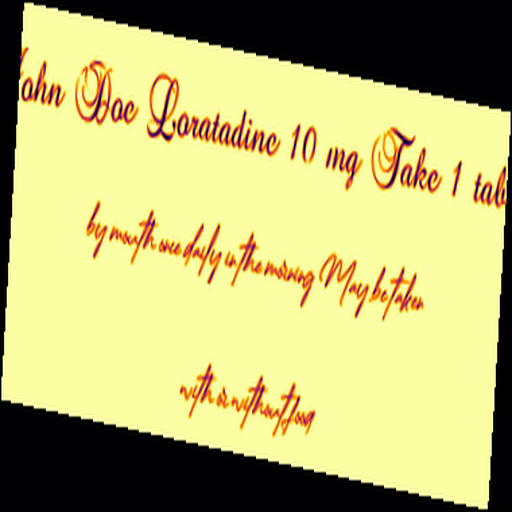 John Doe Loratadine 10 mg Take 1 tab
by mouth once daily in the morning May be taken
with or without food